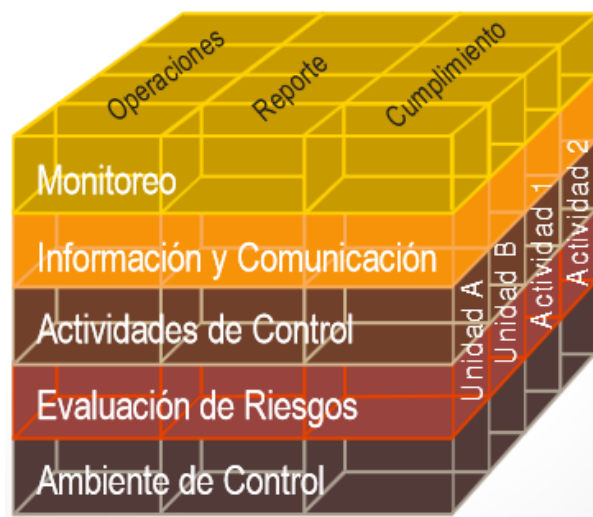 Operaciones
Reporte
Cumplimiento
Monitoreo
Información y Comunicación
Actividades de Control
Evaluación de Riesgos
Ambiente de Control
Unidad A
Unidad B
Actividad 1
Actividad 2